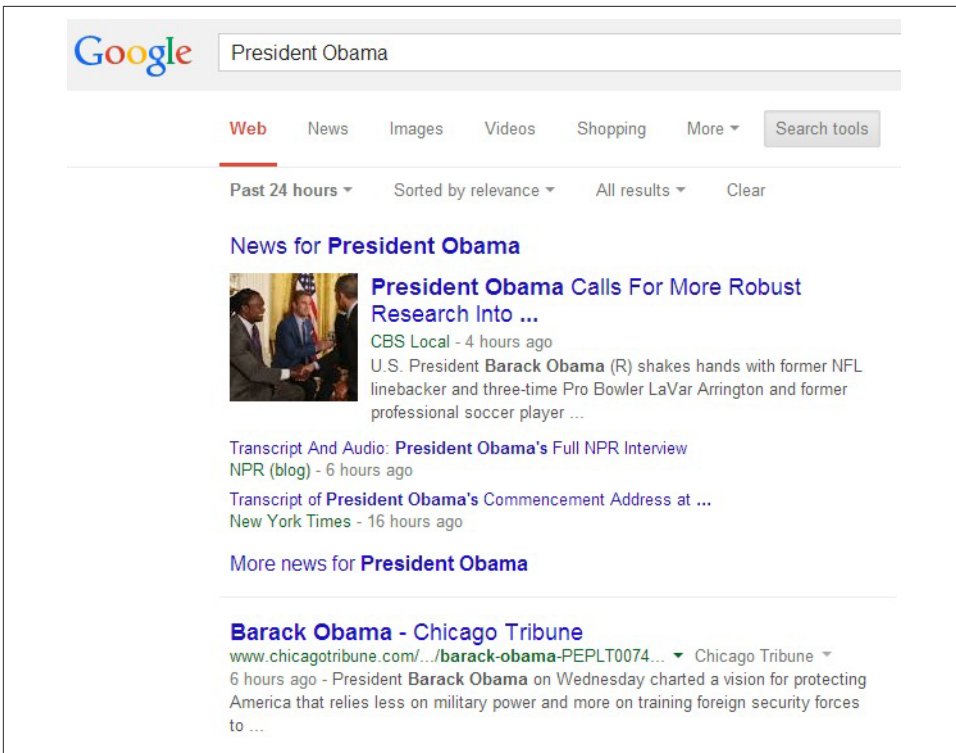 Google President Obama
Web News Images Videos Shopping More Search tools
Past 24 hours Sorted by relevance All results Clear
News for President Obama
President Obama Calls For More Robust
Research Into ...
CBS Local - 4 hours ago
U.S. President Barack Obama (R) shakes hands with former NFL
linebacker and three-time Pro Bowler LaVar Arrington and former
professional soccer player ...
Transcript And Audio: President Obama's Full NPR Interview
NPR (blog) - 6 hours ago
Transcript of President Obama's Commencement Address at ...
New York Times - 16 hours ago
More news for President Obama
Barack Obama - Chicago Tribune
www.chicagotribune.com/.../barack-obama-PEPLT0074... Chicago Tribune
6 hours ago - President Barack Obama on Wednesday charted a vision for protecting
America that relies less on military power and more on training foreign security forces
to ...